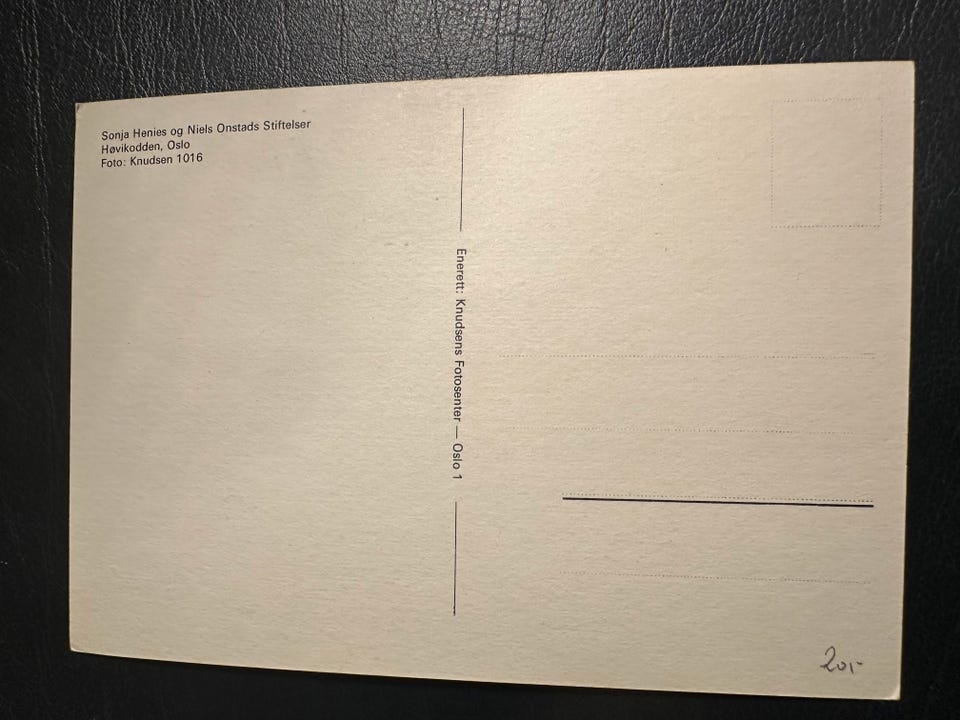 Sonja Henies og Niels Onstads Stiftelser
Høvikodden, Oslo
Foto: Knudsen 1016
Enerett: Knudsens Fotosenter — Oslo 1
20,-